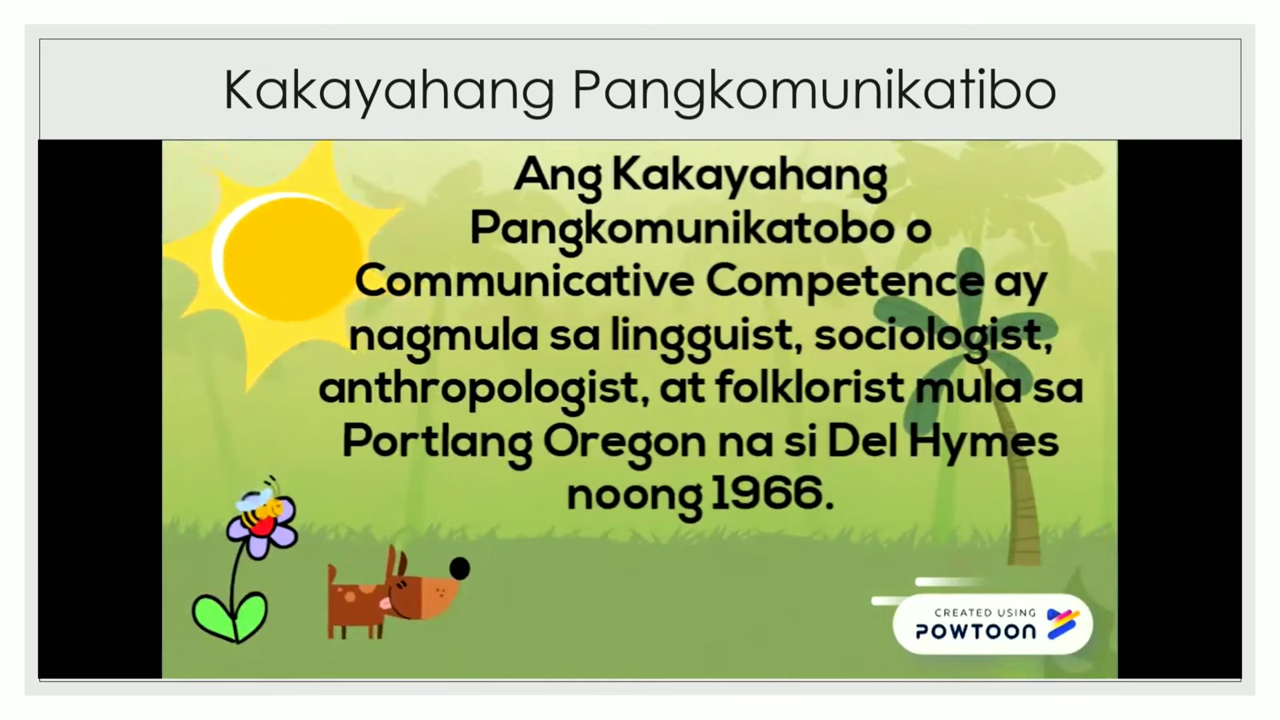 Kakayahang Pangkomunikatibo
Ang Kakayahang
Pangkomunikatobo o
Communicative Competence ay
nagmula sa lingguist, sociologist,
anthropologist, at folklorist mula sa
Portlang Oregon na si Del Hymes
noong 1966.
CREATED USING
POWTOON